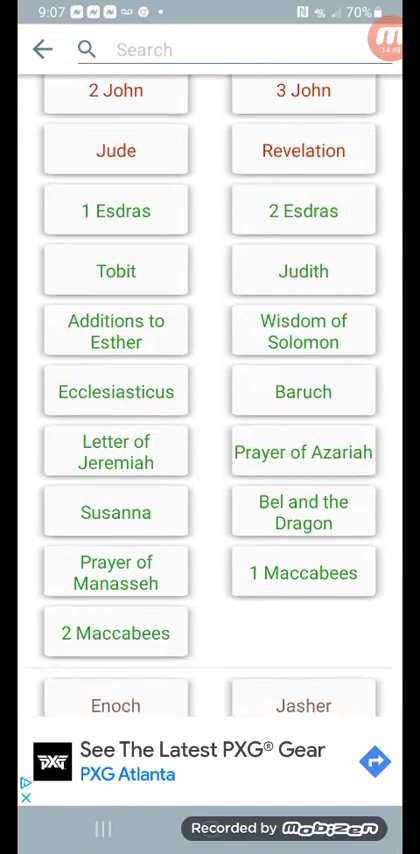 9:07
70%
14:49
Search
2 John
3 John
Jude
Revelation
1 Esdras
2 Esdras
Tobit
Judith
Additions to
Esther
Wisdom of
Solomon
Ecclesiasticus
Baruch
Letter of
Jeremiah
Prayer of Azariah
Susanna
Bel and the
Dragon
Prayer of
Manasseh
1 Maccabees
2 Maccabees
Enoch
Jasher
PXG
See The Latest PXG® Gear
PXG Atlanta
Recorded by mobizen